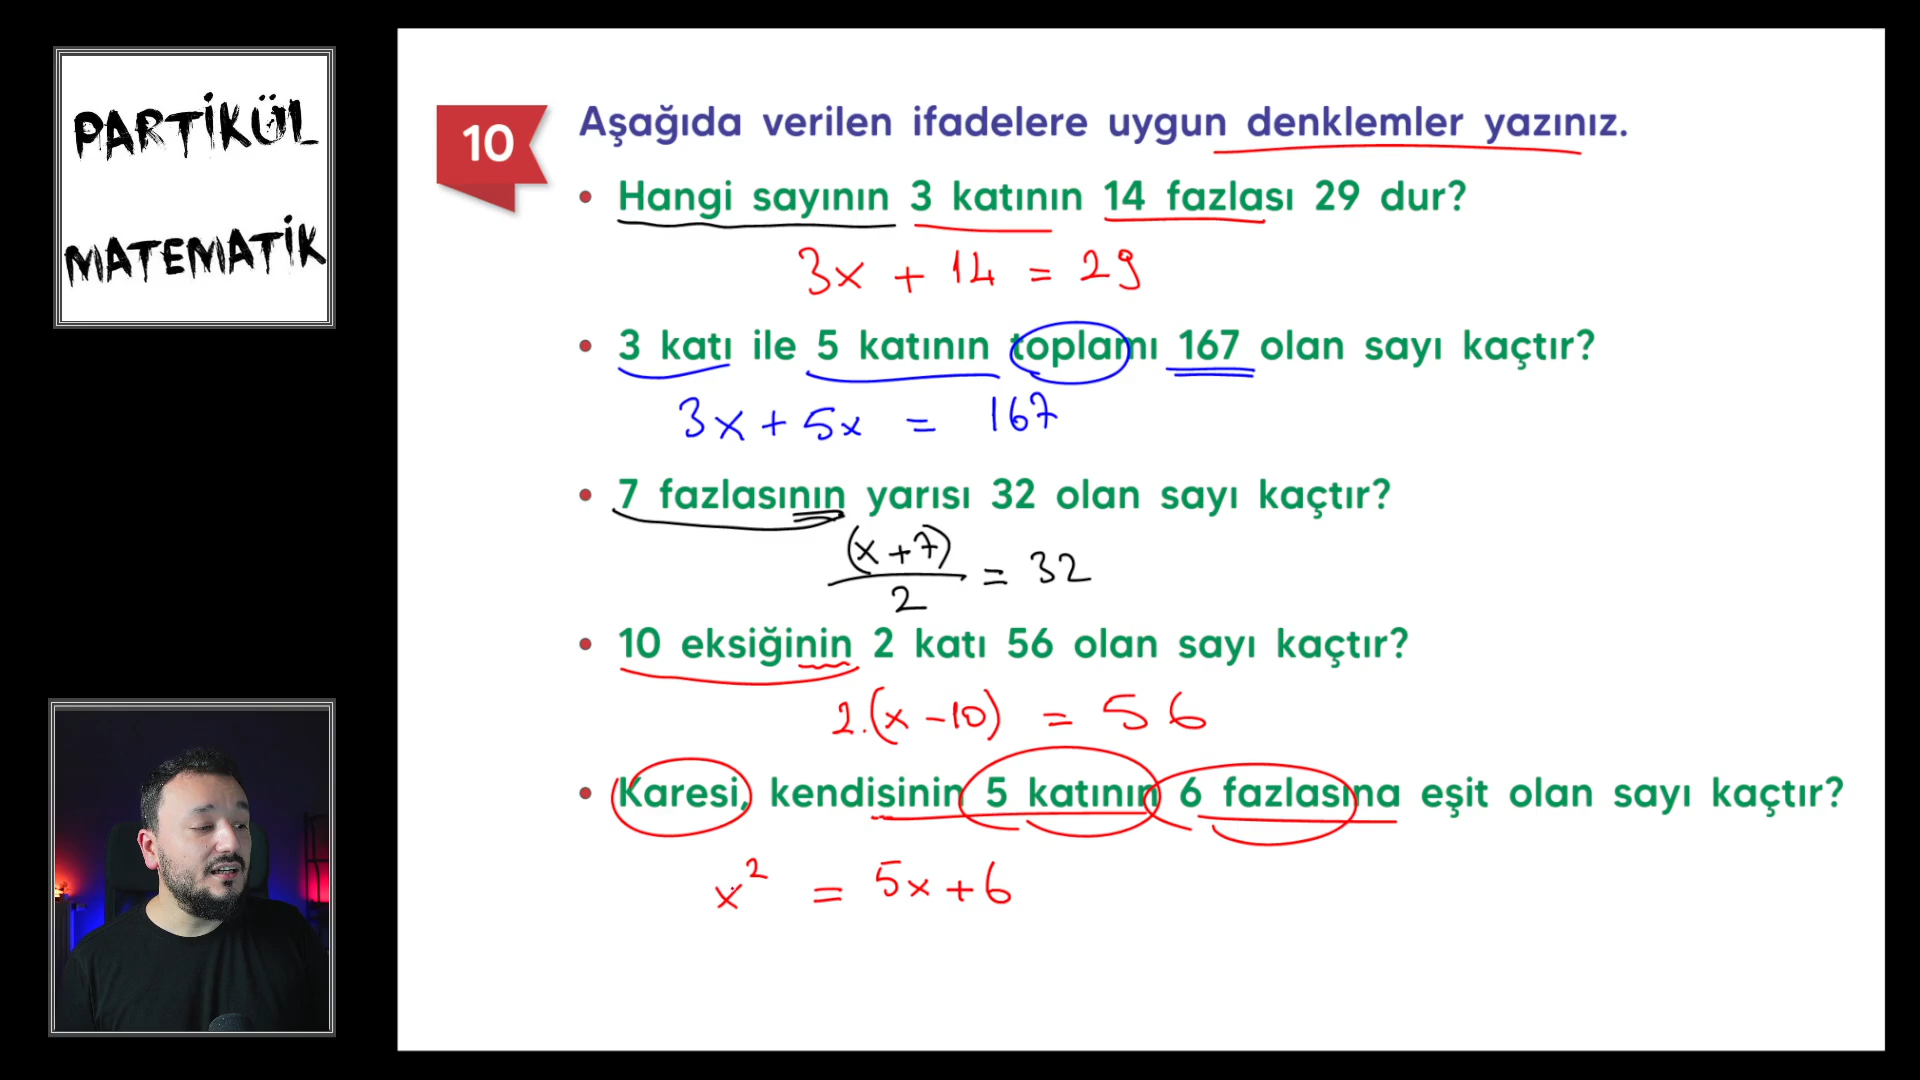 PARTİKÜL
MATEMATİK
10
Aşağıda verilen ifadelere uygun denklemler yazınız.
• Hangi sayının 3 katının 14 fazlası 29 dur?
3x + 14 = 29
• 3 katı ile 5 katının toplamı 167 olan sayı kaçtır?
3x + 5x = 167
• 7 fazlasının yarısı 32 olan sayı kaçtır?
(x+7)
= 32
2
• 10 eksiğinin 2 katı 56 olan sayı kaçtır?
2.(x-10) = 56
• Karesi, kendisinin 5 katının 6 fazlasına eşit olan sayı kaçtır?
x² = 5x+6